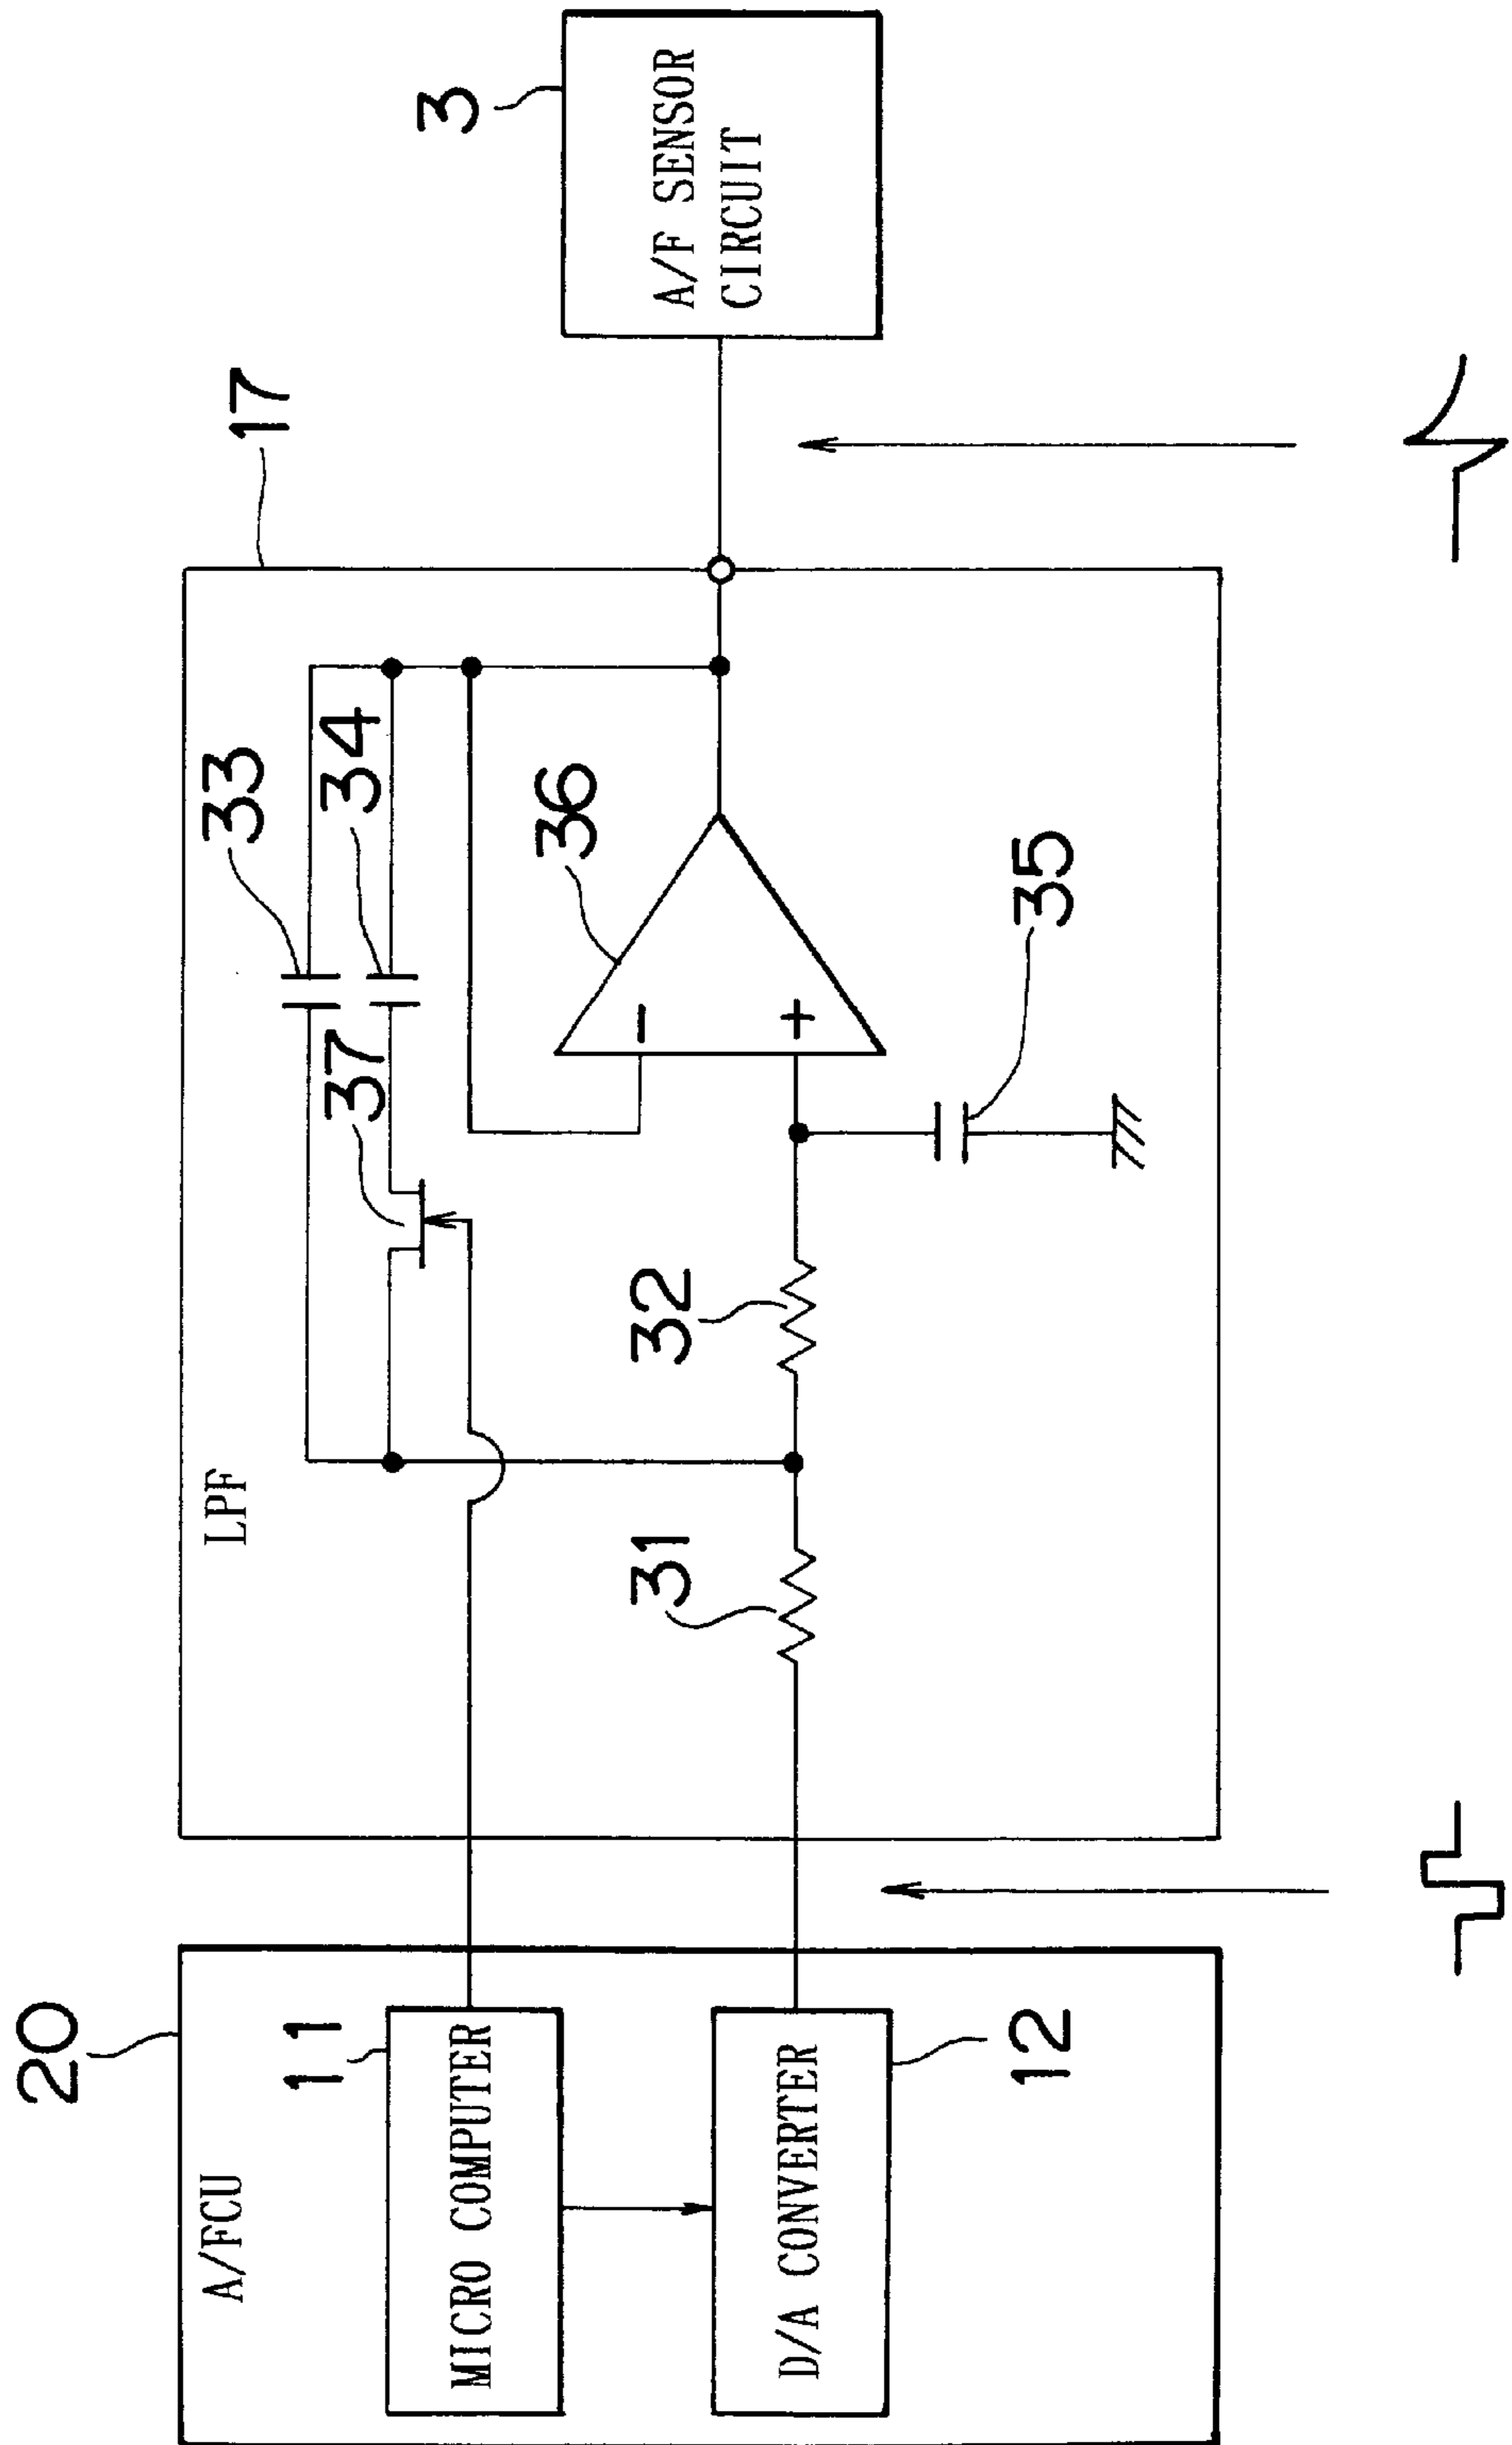 20
A/FCU
11
MICRO COMPUTER
D/A CONVERTER
12
17
LPF
33
34
37
36
-
+
31
32
35
3
A/F SENSOR
CIRCUIT